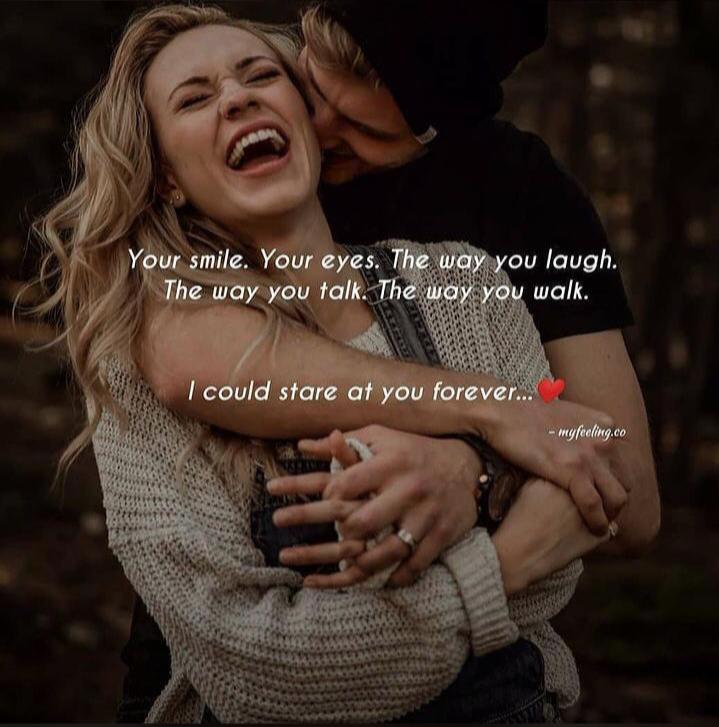 Your smile. Your eyes. The way you laugh.
The way you talk. The way you walk.
I could stare at you forever...❤️
- myfeeling.co